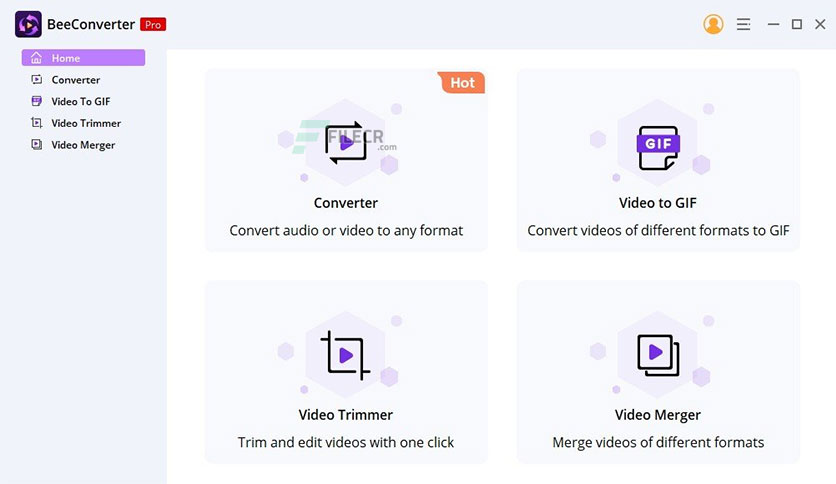 BeeConverter Pro
Home
Converter
Video To GIF
Video Trimmer
Video Merger
Hot
FILECR
.com
Converter
Convert audio or video to any format
GIF
Video to GIF
Convert videos of different formats to GIF
Video Trimmer
Trim and edit videos with one click
Video Merger
Merge videos of different formats